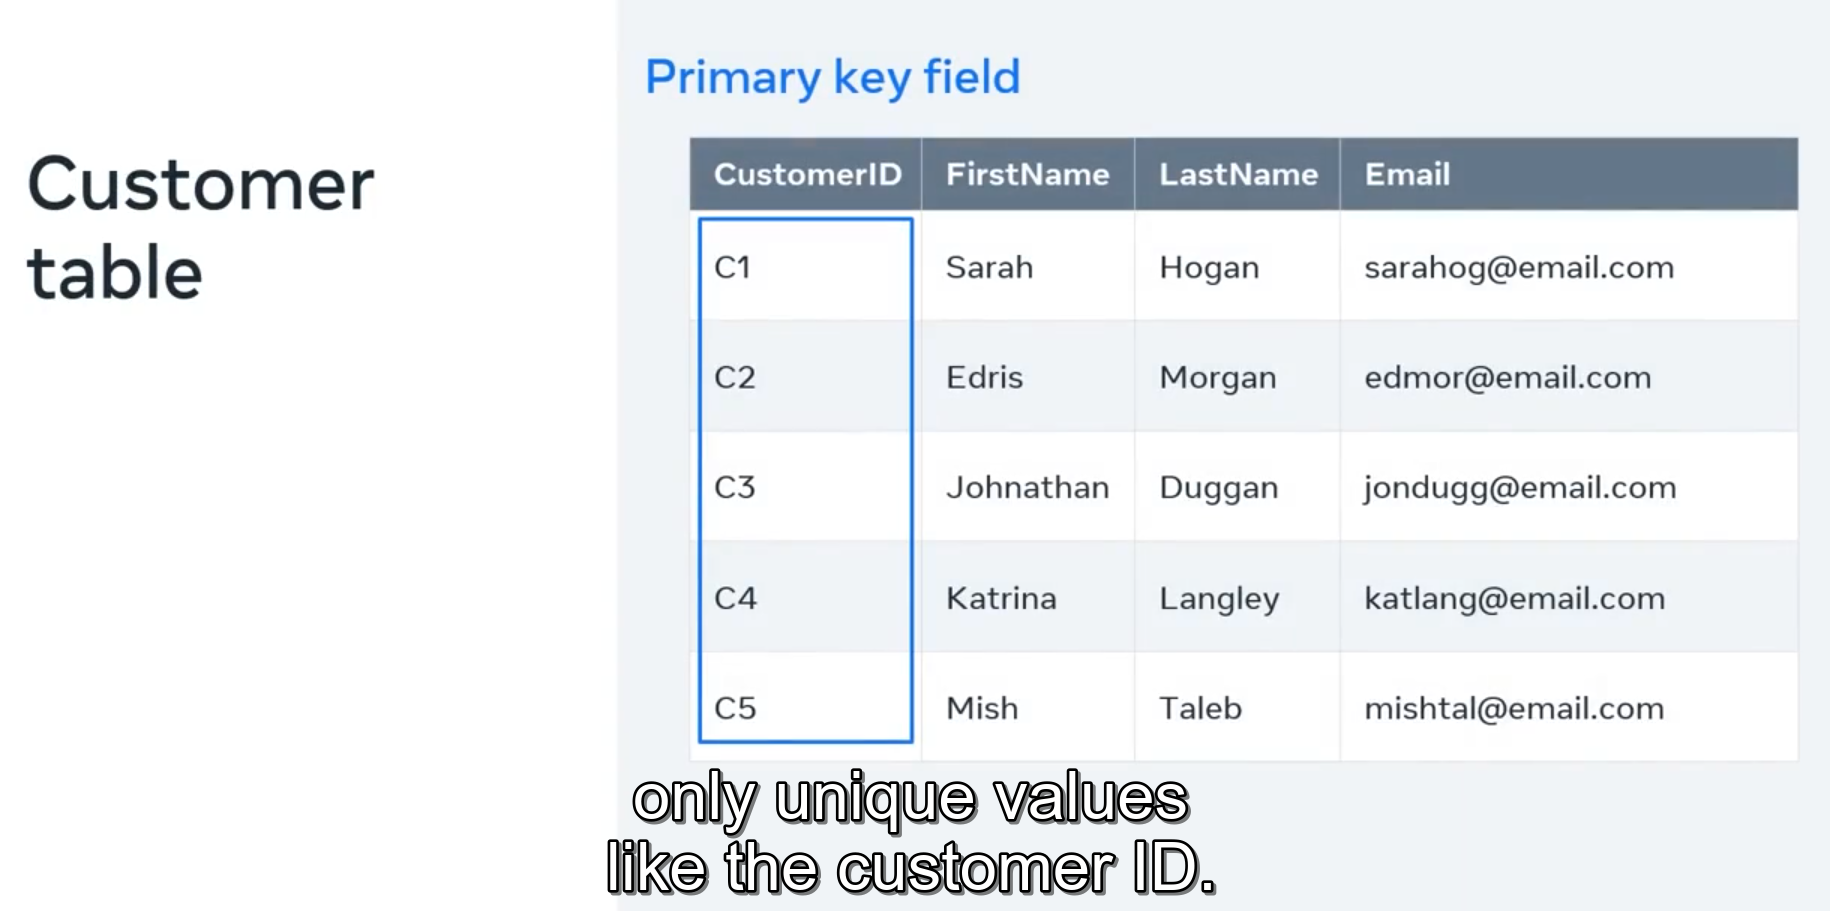 Customer
table
Primary key field
CustomerID FirstName LastName Email
C1 Sarah Hogan sarahog@email.com
C2 Edris Morgan edmor@email.com
C3 Johnathan Duggan jondugg@email.com
C4 Katrina Langley katlang@email.com
C5 Mish Taleb mishtal@email.com
only unique values
like the customer ID.